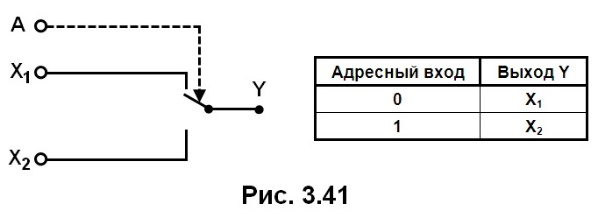 A
X₁
Y
X₂
Адресный вход Выход Y
0 X₁
1 X₂
Рис. 3.41